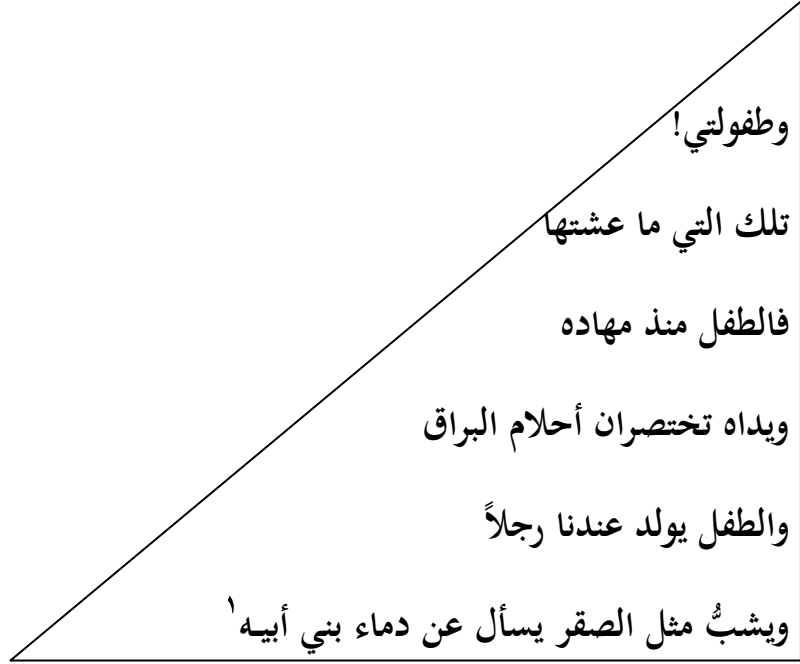 وطفولتي!
تلك التي ما عشتها
فالطفل منذ مهاده
ويداه تختصران أحلام البراق
والطفل يولد عندنا رجلاً
ويشبُّ مثل الصقر يسأل عن دماء بني أبيـه١